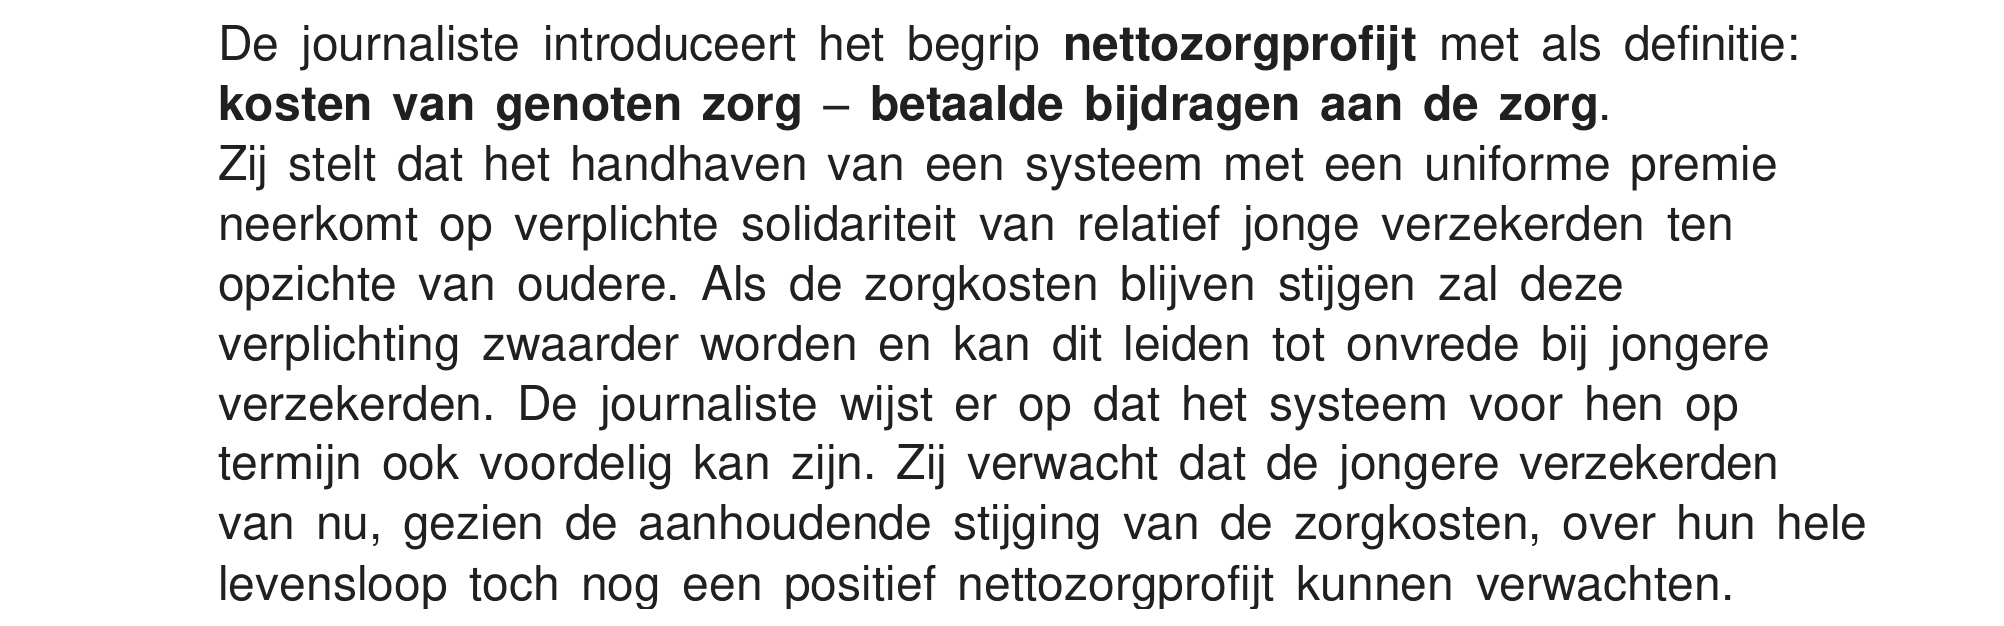 De journaliste introduceert het begrip nettozorgprofijt met als definitie:
kosten van genoten zorg – betaalde bijdragen aan de zorg.
Zij stelt dat het handhaven van een systeem met een uniforme premie
neerkomt op verplichte solidariteit van relatief jonge verzekerden ten
opzichte van oudere. Als de zorgkosten blijven stijgen zal deze
verplichting zwaarder worden en kan dit leiden tot onvrede bij jongere
verzekerden. De journaliste wijst er op dat het systeem voor hen op
termijn ook voordelig kan zijn. Zij verwacht dat de jongere verzekerden
van nu, gezien de aanhoudende stijging van de zorgkosten, over hun hele
levensloop toch nog een positief nettozorgprofijt kunnen verwachten.